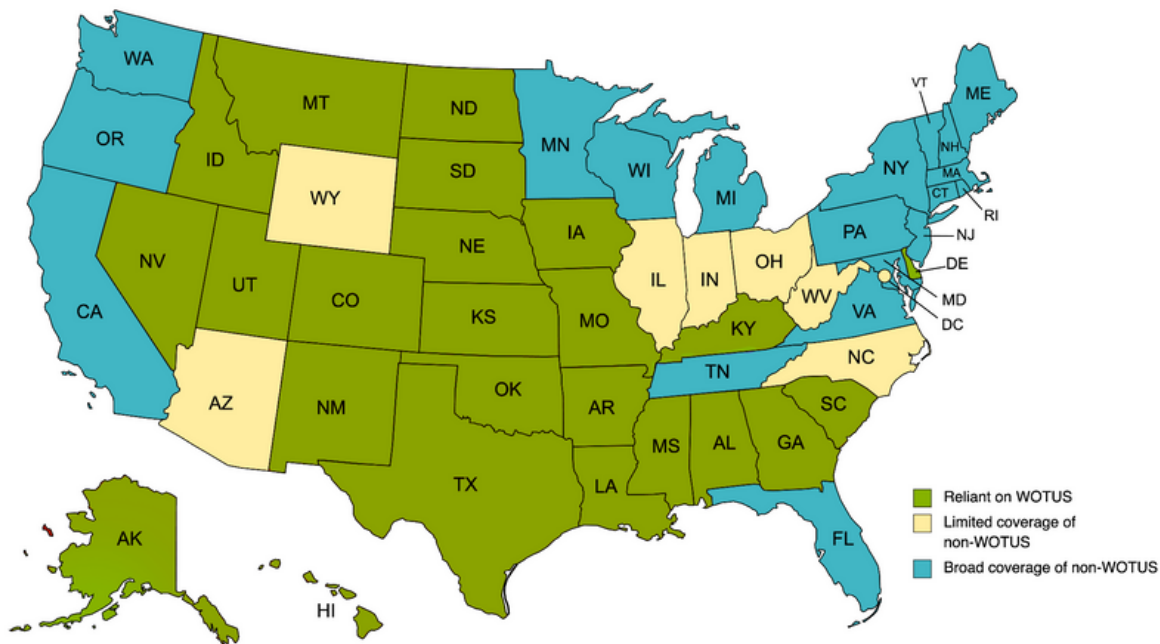 WA
OR
CA
ID
NV
MT
WY
UT
AZ
CO
NM
ND
SD
NE
KS
OK
TX
MN
IA
MO
AR
LA
WI
IL
MI
IN
OH
KY
TN
MS
AL
GA
SC
NC
WV
VA
FL
PA
NY
VT
NH
ME
MA
CT
RI
NJ
DE
MD
DC
AK
HI
Reliant on WOTUS
Limited coverage of
non-WOTUS
Broad coverage of non-WOTUS